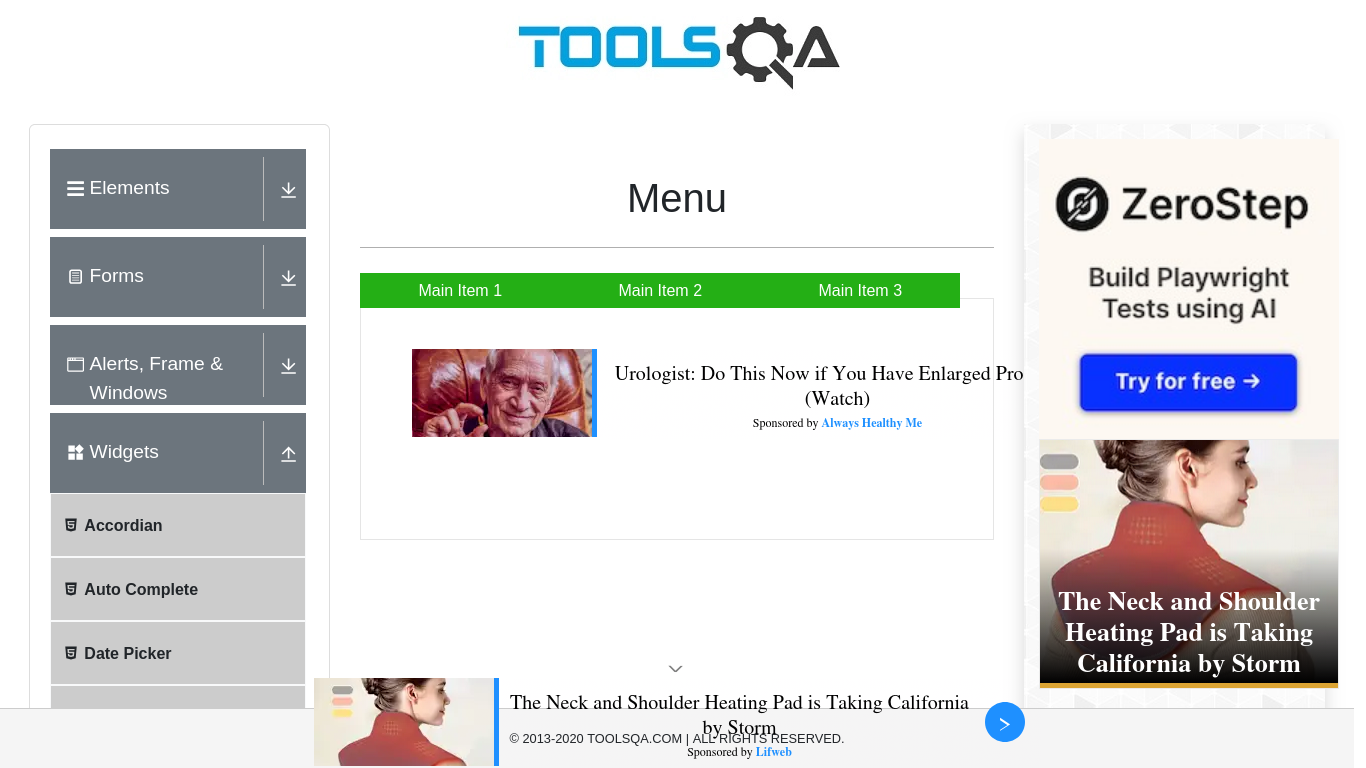 TOOLSQA
Elements
Forms
Alerts, Frame &
Windows
Widgets
Accordian
Auto Complete
Date Picker
Menu
Main Item 1
Main Item 2
Main Item 3
Urologist: Do This Now if You Have Enlarged Pro
(Watch)
Sponsored by Always Healthy Me
ZeroStep
Build Playwright
Tests using AI
Try for free →
The Neck and Shoulder
Heating Pad is Taking
California by Storm
The Neck and Shoulder Heating Pad is Taking California
by Storm
Sponsored by Lifweb
© 2013-2020 TOOLSQA.COM | ALL RIGHTS RESERVED.